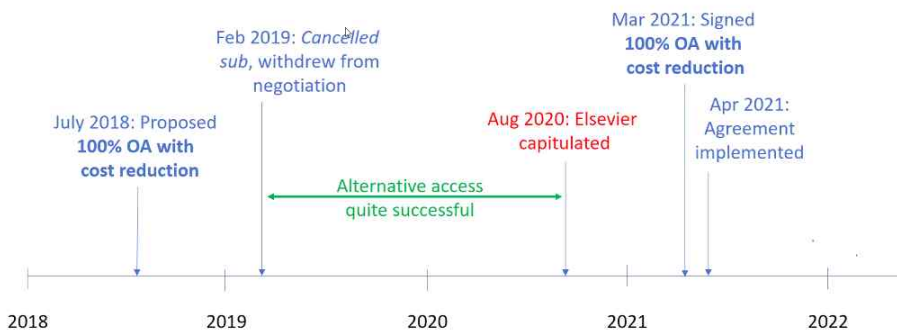 July 2018: Proposed
100% OA with
cost reduction
Feb 2019: Cancelled
sub, withdrew from
negotiation
Alternative access
quite successful
Aug 2020: Elsevier
capitulated
Mar 2021: Signed
100% OA with
cost reduction
Apr 2021:
Agreement
implemented
2018
2019
2020
2021
2022